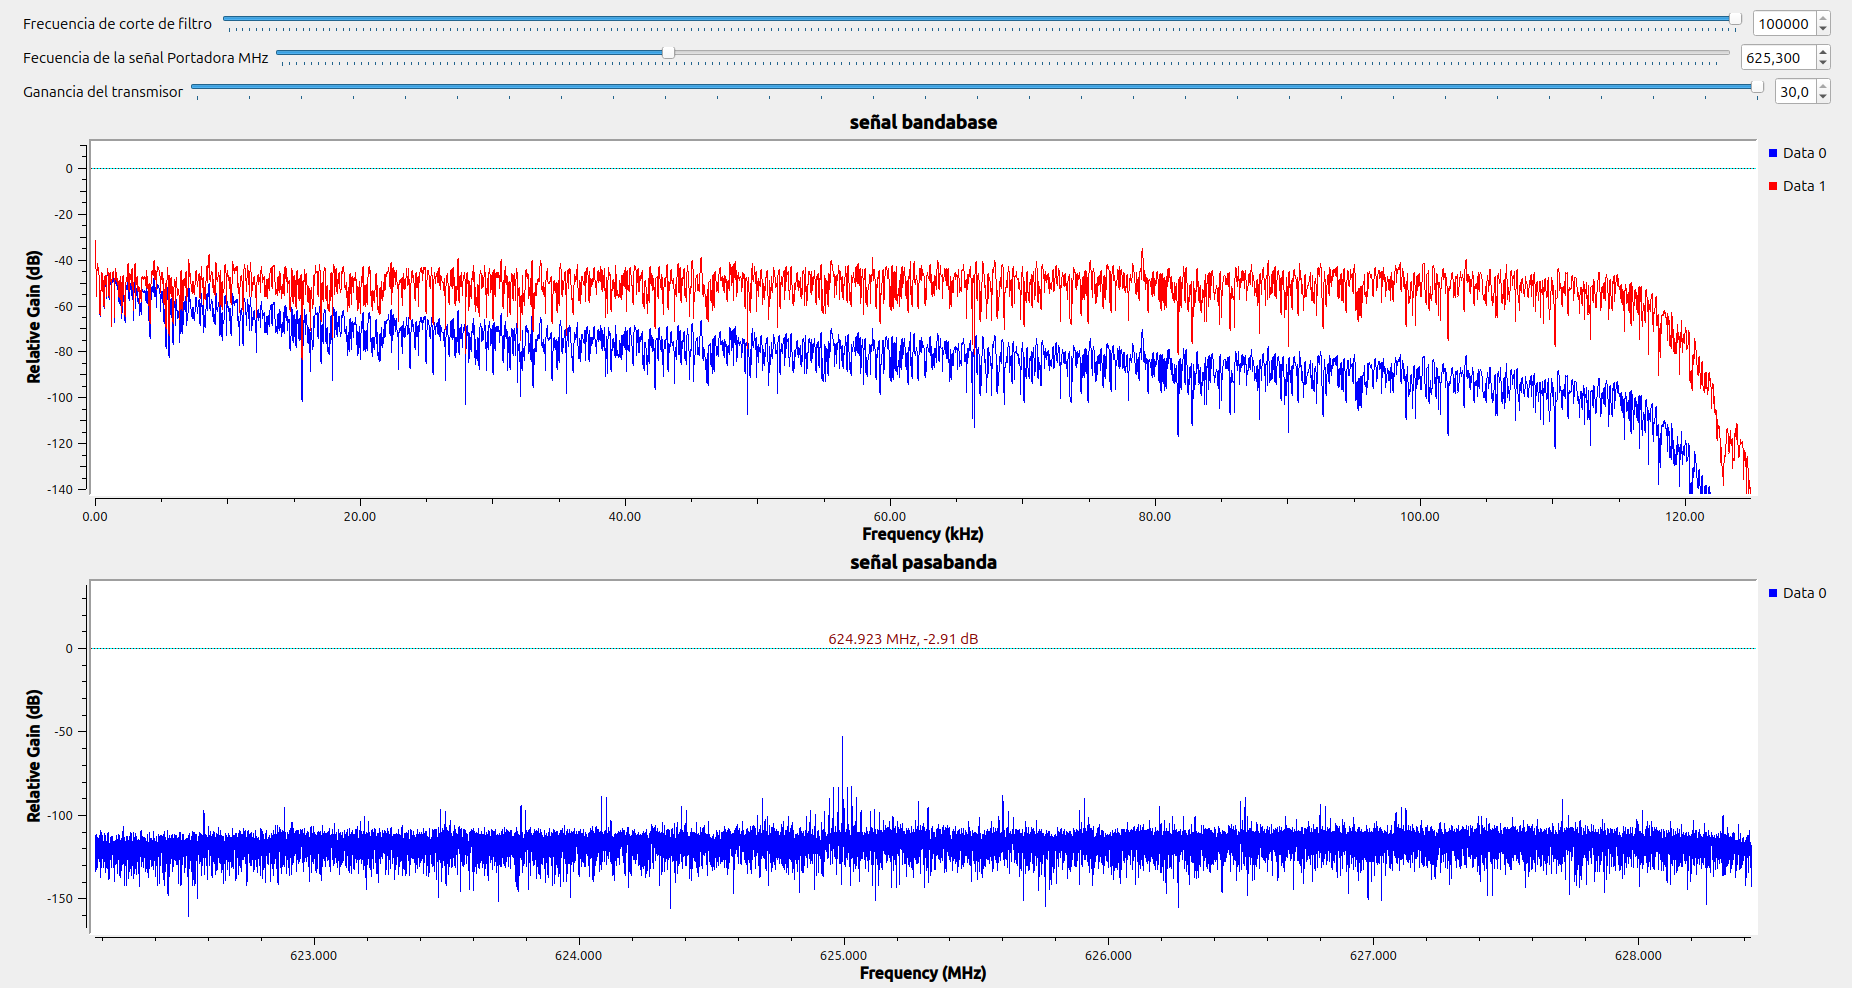 Frecuencia de corte de filtro 100000
Fecuencia de la señal Portadora MHz 625,300
Ganancia del transmisor 30,0
señal bandabase
Data 0
Data 1
Relative Gain (dB)
0
-20
-40
-60
-80
-100
-120
-140
0.00 20.00 40.00 60.00 80.00 100.00 120.00
Frequency (kHz)
señal pasabanda
Data 0
624.923 MHz, -2.91 dB
Relative Gain (dB)
0
-50
-100
-150
623.000 624.000 625.000 626.000 627.000 628.000
Frequency (MHz)